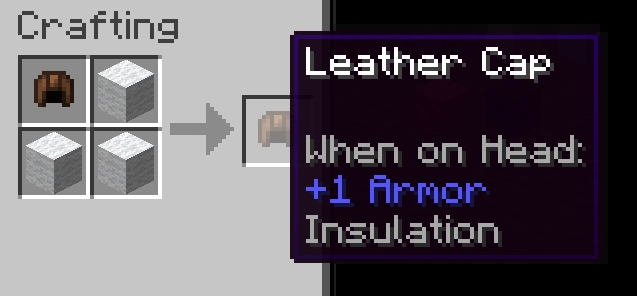 Crafting
Leather Cap
When on Head:
+1 Armor
Insulation